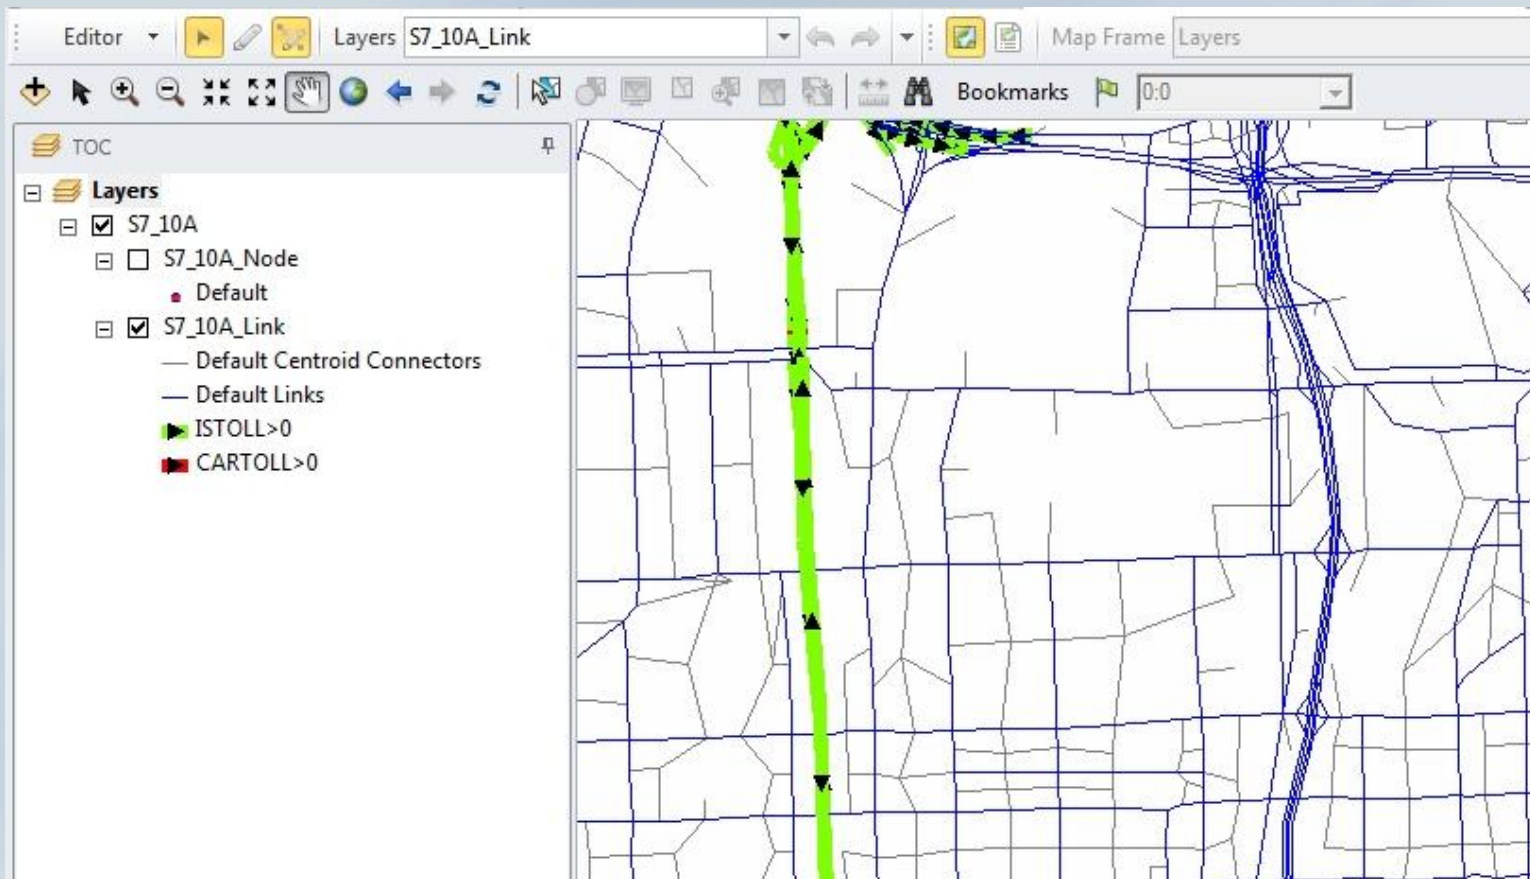 Editor Layers S7_10A_Link Map Frame Layers
Bookmarks 0:0
TOC
Layers
S7_10A
S7_10A_Node
Default
S7_10A_Link
Default Centroid Connectors
Default Links
ISTOLL>0
CARTOLL>0